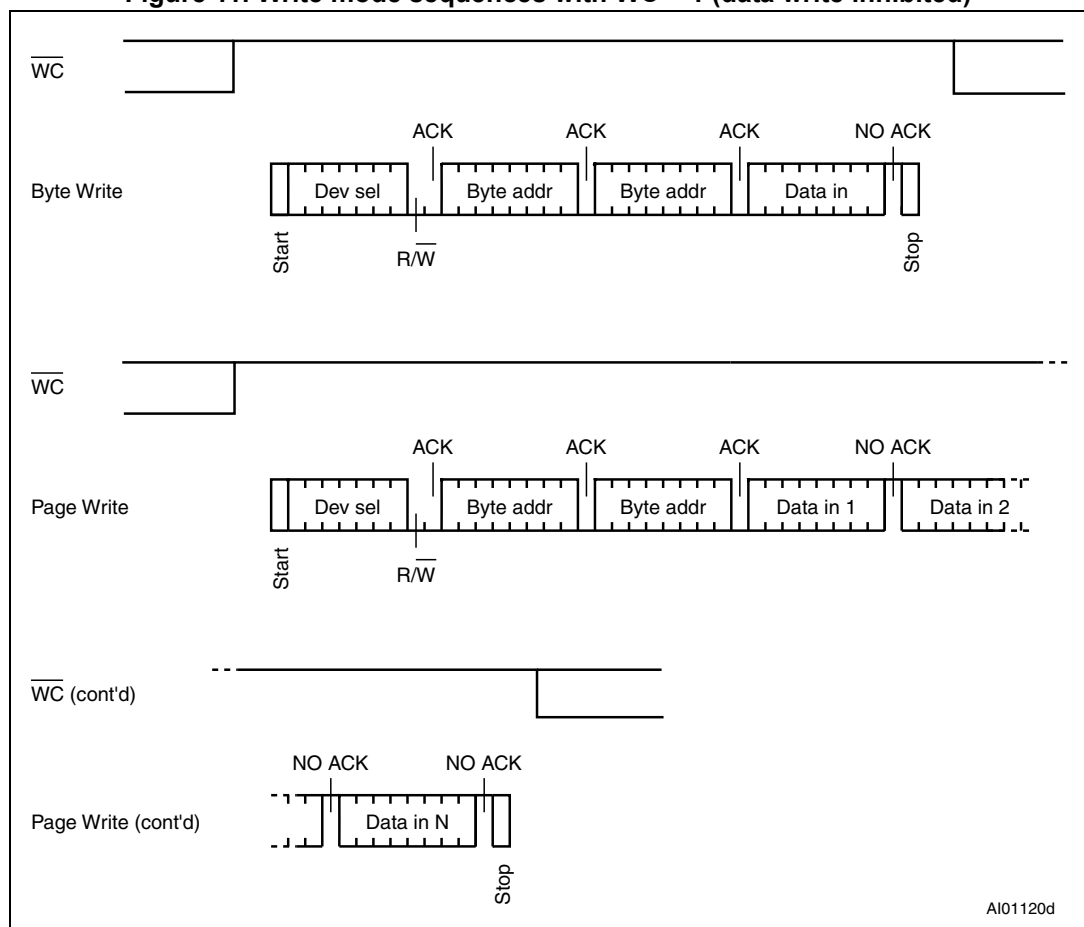 Figure 11. Write mode sequences with WC = 1 (data write inhibited)
WC
ACK ACK ACK NO ACK
Byte Write Dev sel Byte addr Byte addr Data in
Start R/W Stop
WC
ACK ACK ACK NO ACK
Page Write Dev sel Byte addr Byte addr Data in 1 Data in 2
Start R/W
WC (cont'd)
NO ACK NO ACK
Page Write (cont'd) Data in N
Stop
AI01120d